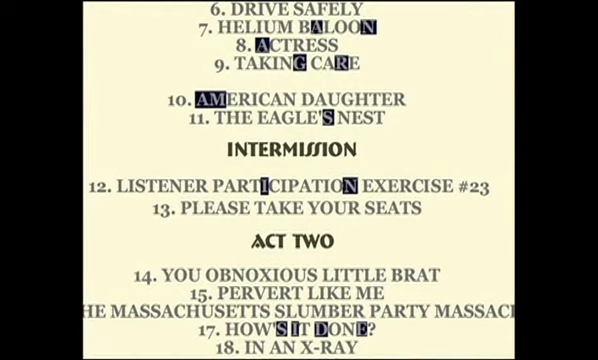 6. DRIVE SAFELY
7. HELIUM BALOON
8. ACTRESS
9. TAKING CARE
10. AMERICAN DAUGHTER
11. THE EAGLE'S NEST
INTERMISSION
12. LISTENER PARTICIPATION EXERCISE #23
13. PLEASE TAKE YOUR SEATS
ACT TWO
14. YOU OBNOXIOUS LITTLE BRAT
15. PERVERT LIKE ME
HE MASSACHUSETTS SLUMBER PARTY MASSAC
17. HOW'S IT DONE?
18. IN AN X-RAY